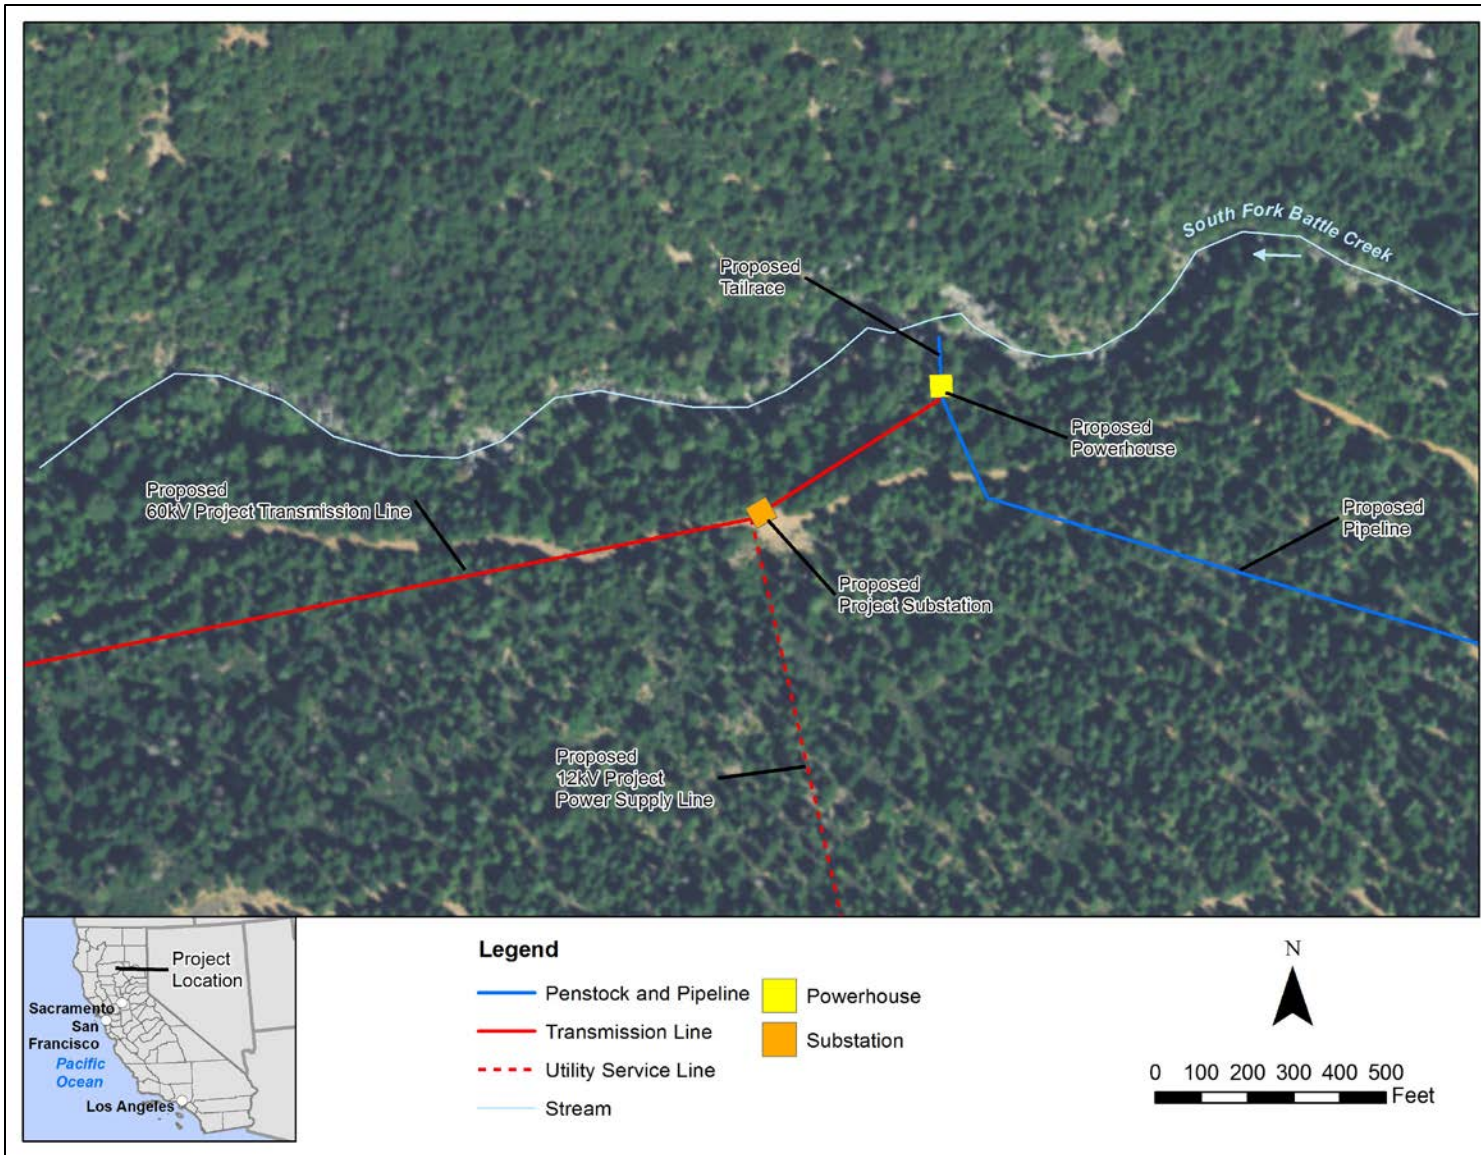 South Fork Battle Creek
Proposed
Tailrace
Proposed
Powerhouse
Proposed
60kV Project Transmission Line
Proposed
Pipeline
Proposed
Project Substation
Proposed
12kV Project
Power Supply Line
Project
Location
Sacramento
San
Francisco
Pacific
Ocean
Los Angeles
Legend
Penstock and Pipeline
Transmission Line
Utility Service Line
Stream
Powerhouse
Substation
N
0 100 200 300 400 500
Feet